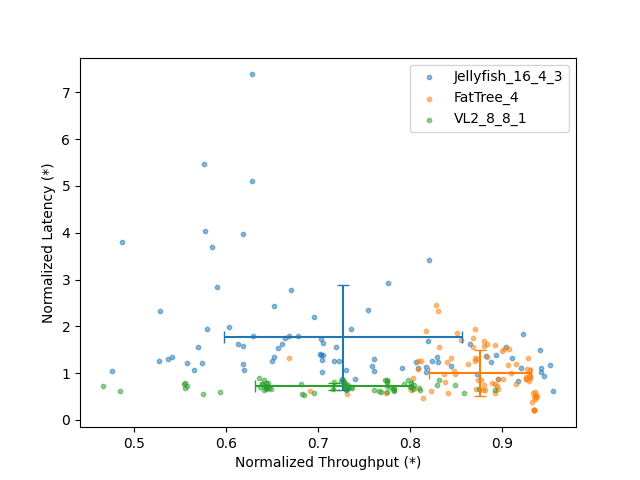 Jellyfish_16_4_3
FatTree_4
VL2_8_8_1
Normalized Latency (*)
7
6
5
4
3
2
1
0
0.5 0.6 0.7 0.8 0.9
Normalized Throughput (*)